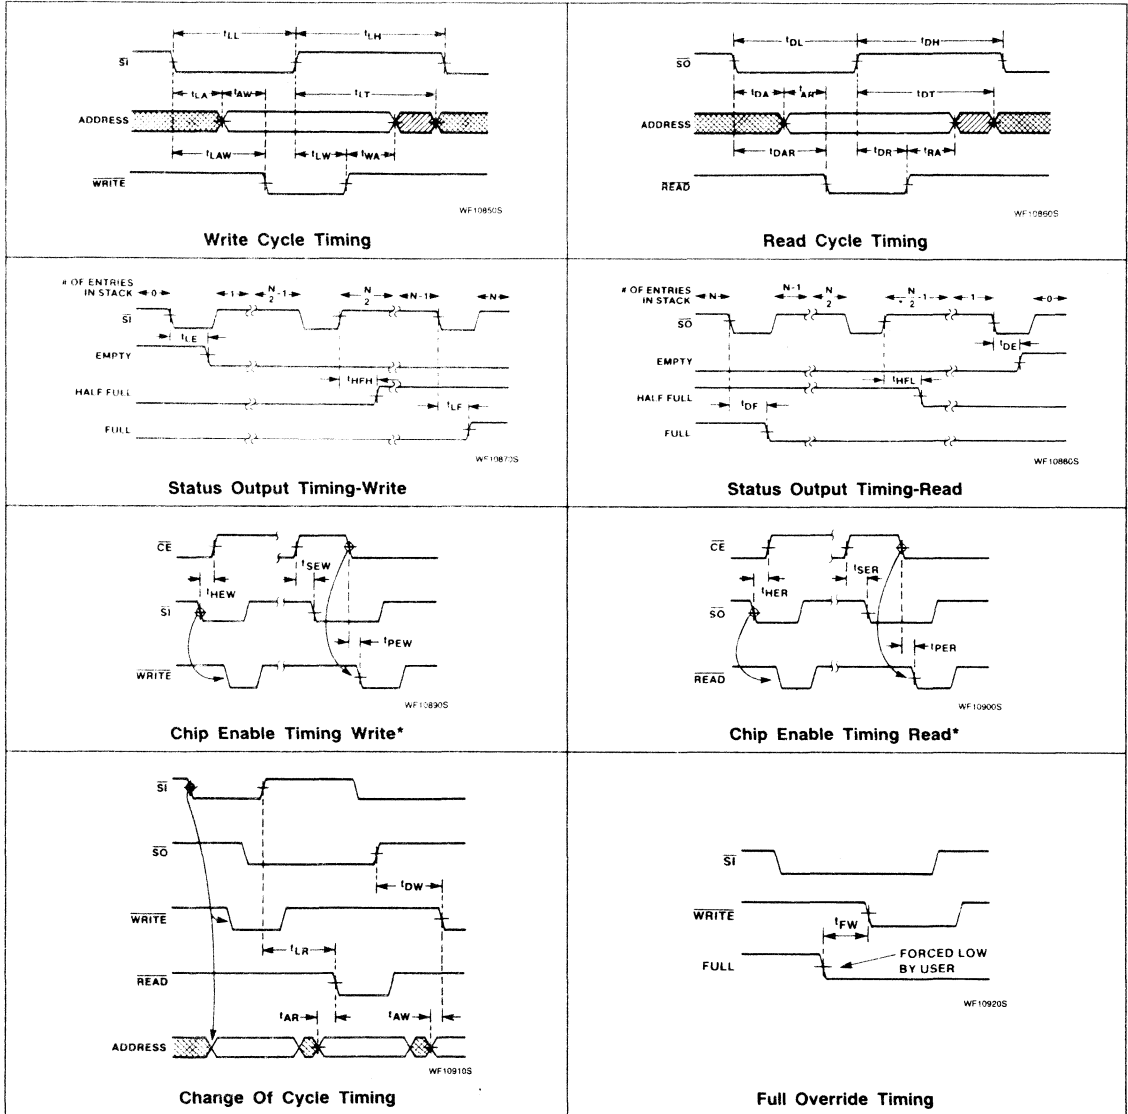 tLL tLH
SI
tLA tAW tLT
ADDRESS
tLAW tLW tWA
WRITE
WF10850S
Write Cycle Timing
tDL tDH
SO
tDA tAR tDT
ADDRESS
tDAR tDR tRA
READ
WF10860S
Read Cycle Timing
# OF ENTRIES IN STACK 0 1 N/2 -1 N/2 N-1 N
SI
tLE
EMPTY
tHFH
HALF FULL
tLF
FULL
WF10870S
Status Output Timing-Write
# OF ENTRIES IN STACK N N-1 N/2 N/2 -1 1 0
SO
tDE
EMPTY
tHFL
HALF FULL
tDF
FULL
WF10880S
Status Output Timing-Read
CE
tSEW
tHEW
SI
tPEW
WRITE
WF10890S
Chip Enable Timing Write*
CE
tSER
tHER
SO
tPER
READ
WF10900S
Chip Enable Timing Read*
SI
SO
tDW
WRITE
tLR
READ
tAR tAW
ADDRESS
WF10910S
Change Of Cycle Timing
SI
WRITE
tFW
FULL
FORCED LOW
BY USER
WF10920S
Full Override Timing